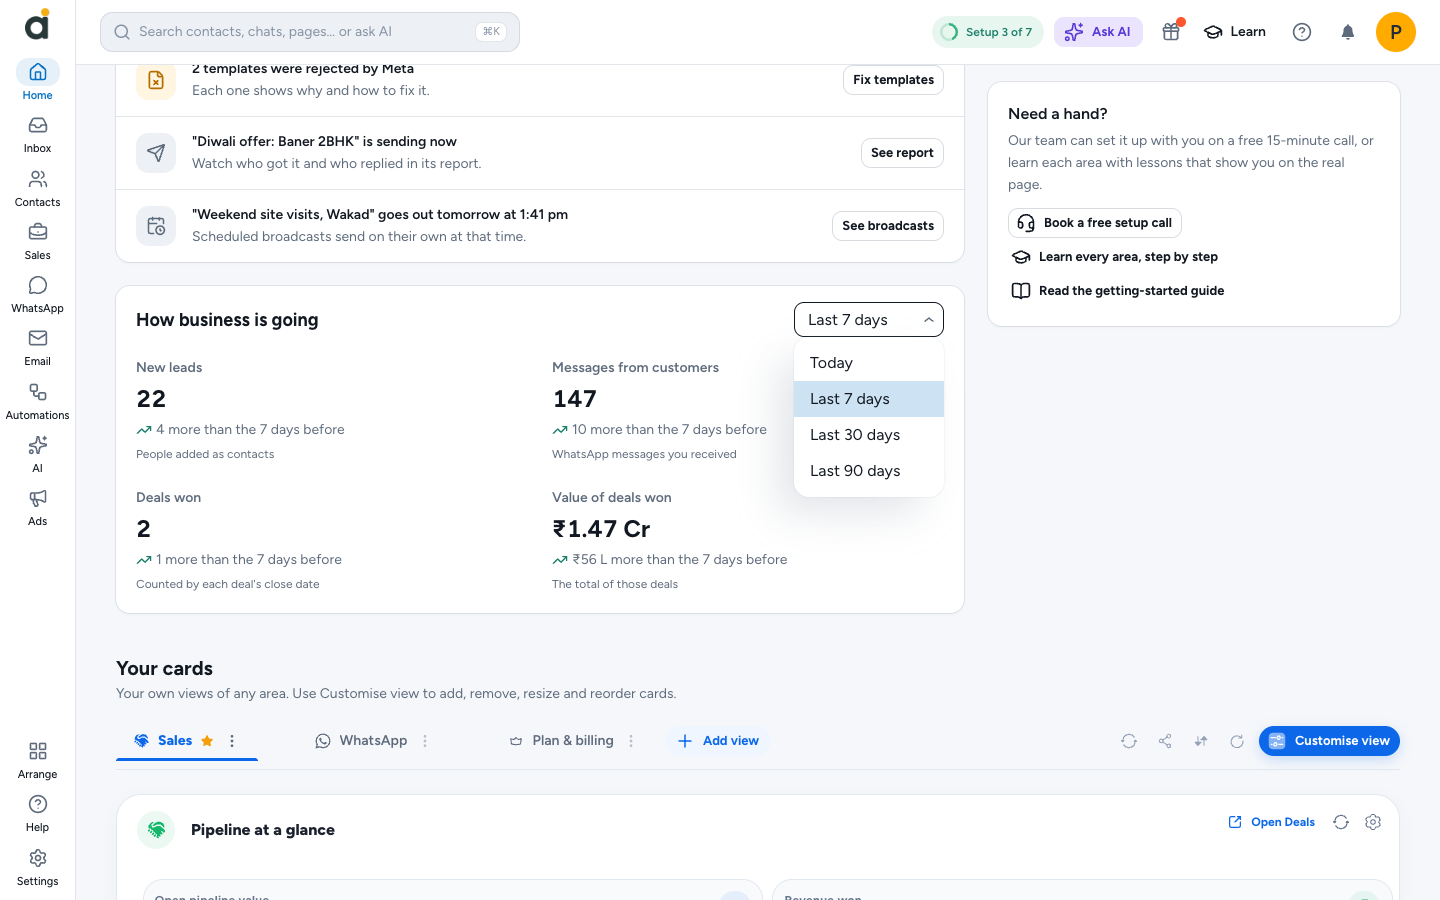 Search contacts, chats, pages... or ask AI
⌘K
Setup 3 of 7
Ask AI
Learn
P
Home
Inbox
Contacts
Sales
WhatsApp
Email
Automations
AI
Ads
Arrange
Help
Settings
2 templates were rejected by Meta
Each one shows why and how to fix it.
Fix templates
"Diwali offer: Baner 2BHK" is sending now
Watch who got it and who replied in its report.
See report
"Weekend site visits, Wakad" goes out tomorrow at 1:41 pm
Scheduled broadcasts send on their own at that time.
See broadcasts
Need a hand?
Our team can set it up with you on a free 15-minute call, or
learn each area with lessons that show you on the real
page.
Book a free setup call
Learn every area, step by step
Read the getting-started guide
How business is going
Last 7 days
Today
Last 7 days
Last 30 days
Last 90 days
New leads
22
4 more than the 7 days before
People added as contacts
Messages from customers
147
10 more than the 7 days before
WhatsApp messages you received
Deals won
2
1 more than the 7 days before
Counted by each deal's close date
Value of deals won
₹1.47 Cr
₹56 L more than the 7 days before
The total of those deals
Your cards
Your own views of any area. Use Customise view to add, remove, resize and reorder cards.
Sales
WhatsApp
Plan & billing
Add view
Customise view
Pipeline at a glance
Open Deals
Open pipeline value
Revenue won